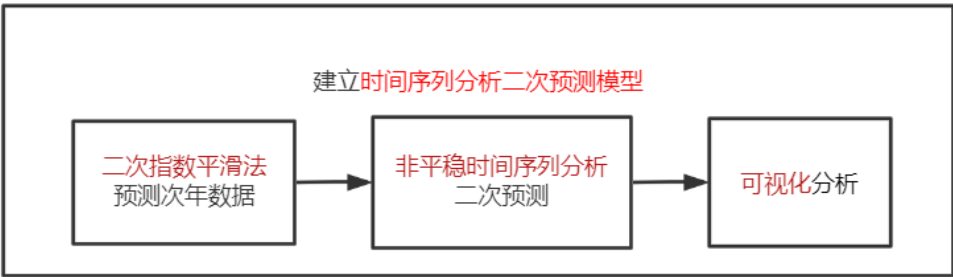 建立时间序列分析二次预测模型
二次指数平滑法
预测次年数据
非平稳时间序列分析
二次预测
可视化分析